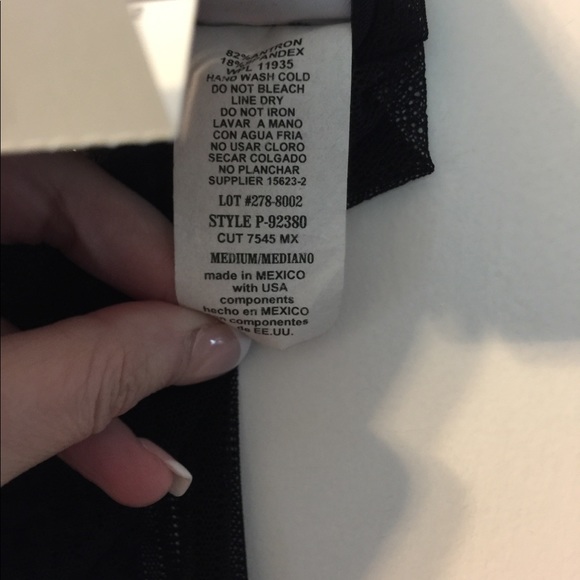 82% ANTRON
18% SPANDEX
WPL 11935
HAND WASH COLD
DO NOT BLEACH
LINE DRY
DO NOT IRON
LAVAR A MANO
CON AGUA FRIA
NO USAR CLORO
SECAR COLGADO
NO PLANCHAR
SUPPLIER 15623-2
LOT #278-8002
STYLE P-92380
CUT 7545 MX
MEDIUM/MEDIANO
made in MEXICO
with USA
components
hecho en MEXICO
componentes
de EE.UU.